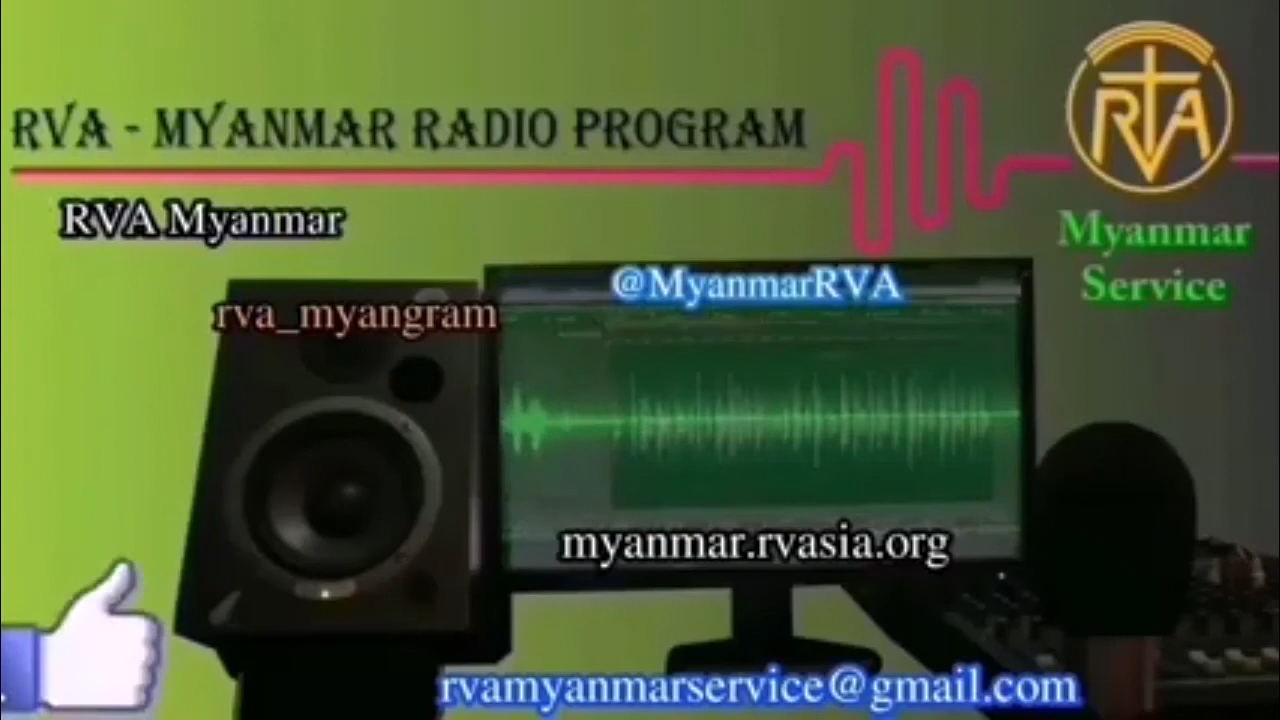 RVA - MYANMAR RADIO PROGRAM
RVA
Myanmar
Service
RVA Myanmar
@MyanmarRVA
rva_myangram
myanmar.rvasia.org
rvamyanmarservice@gmail.com